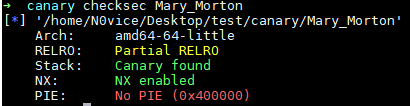 ➜  canary checksec Mary_Morton
[*] '/home/N0vice/Desktop/test/canary/Mary_Morton'
    Arch:     amd64-64-little
    RELRO:    Partial RELRO
    Stack:    Canary found
    NX:       NX enabled
    PIE:      No PIE (0x400000)